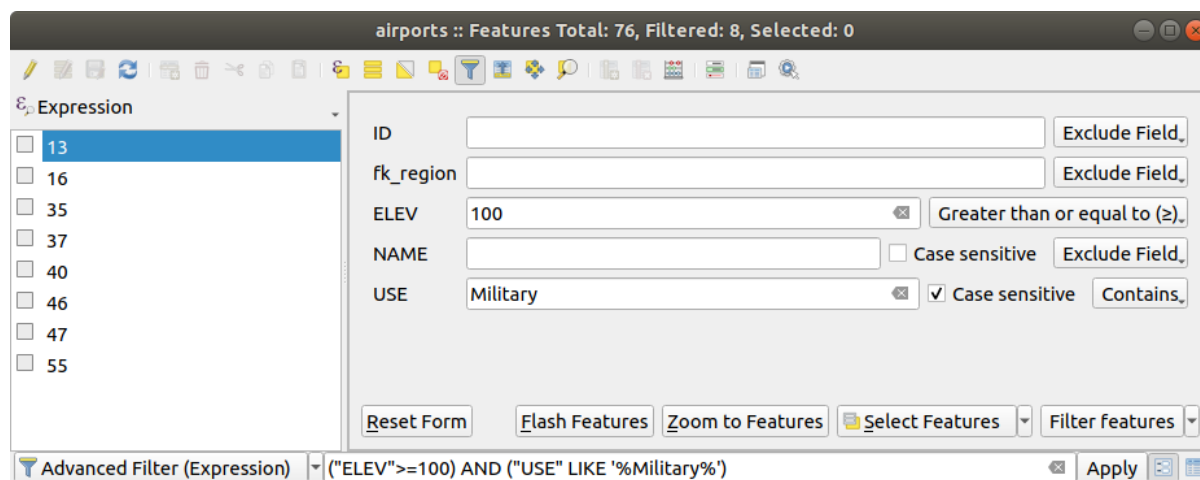 airports :: Features Total: 76, Filtered: 8, Selected: 0
Expression
13
16
35
37
40
46
47
55
ID Exclude Field
fk_region Exclude Field
ELEV 100 Greater than or equal to (≥)
NAME Case sensitive Exclude Field
USE Military Case sensitive Contains
Reset Form Flash Features Zoom to Features Select Features Filter features
Advanced Filter (Expression) ("ELEV">=100) AND ("USE" LIKE '%Military%') Apply